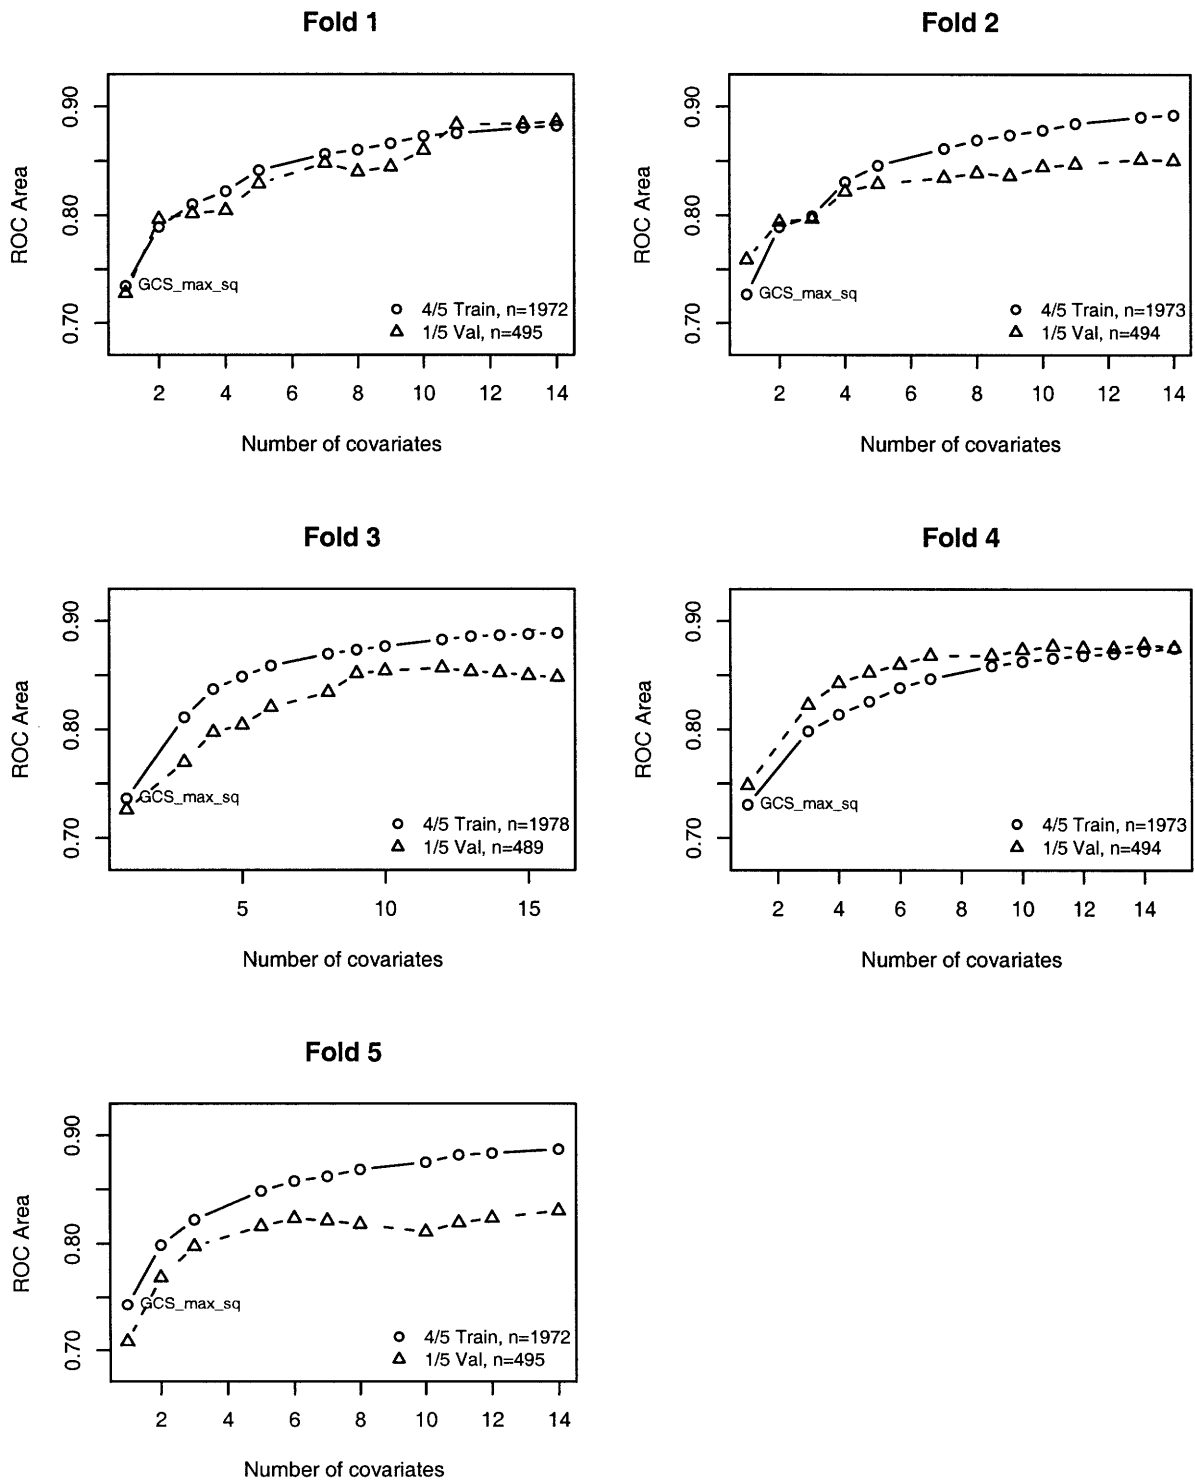 Fold 1
ROC Area
0.90
0.80
0.70
GCS_max_sq
4/5 Train, n=1972
1/5 Val, n=495
2 4 6 8 10 12 14
Number of covariates
Fold 2
ROC Area
0.90
0.80
0.70
GCS_max_sq
4/5 Train, n=1973
1/5 Val, n=494
2 4 6 8 10 12 14
Number of covariates
Fold 3
ROC Area
0.90
0.80
0.70
GCS_max_sq
4/5 Train, n=1978
1/5 Val, n=489
5 10 15
Number of covariates
Fold 4
ROC Area
0.90
0.80
0.70
GCS_max_sq
4/5 Train, n=1973
1/5 Val, n=494
2 4 6 8 10 12 14
Number of covariates
Fold 5
ROC Area
0.90
0.80
0.70
GCS_max_sq
4/5 Train, n=1972
1/5 Val, n=495
2 4 6 8 10 12 14
Number of covariates